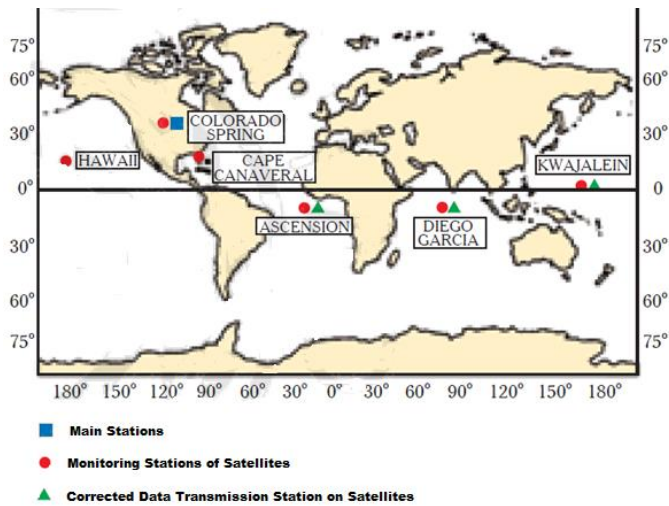 75° 75°
60° 60°
COLORADO
SPRING
30° 30°
HAWAII
CAPE
CANAVERAL
KWAJALEIN
0 0
ASCENSION
DIEGO
GARCIA
30° 30°
60° 60°
75° 75°
180° 150° 120° 90° 60° 30° 0° 30° 60° 90° 120° 150° 180°
Main Stations
Monitoring Stations of Satellites
Corrected Data Transmission Station on Satellites